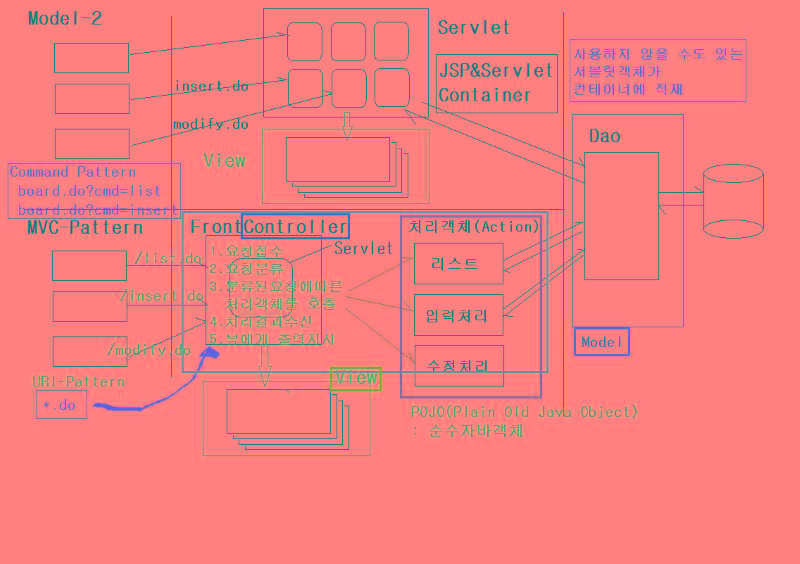 Model-2
Servlet
JSP&Servlet
Container
사용하지 않을 수도 있는
서블릿객체가
컨테이너에 적재
insert.do
modify.do
View
Dao
Command Pattern
board.do?cmd=list
board.do?cmd=insert
MVC-Pattern
FrontController
Servlet
처리객체(Action)
1.요청접수
2.요청분류
3.분류된요청에따른
처리객체를 호출
4.처리결과수신
5.뷰에게 출력지시
/list.do
/insert.do
/modify.do
리스트
입력처리
수정처리
Model
URI-Pattern
*.do
View
POJO(Plain Old Java Object)
: 순수자바객체